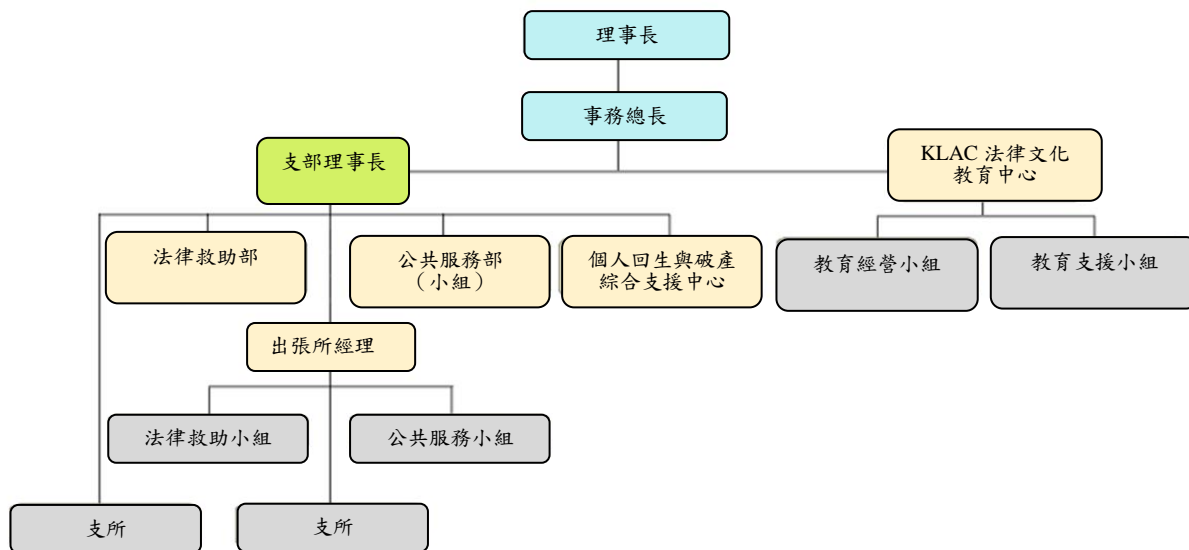 理事長
事務總長
支部理事長
KLAC 法律文化
教育中心
法律救助部
公共服務部
（小組）
個人回生與破產
綜合支援中心
教育經營小組
教育支援小組
出張所經理
法律救助小組
公共服務小組
支所
支所